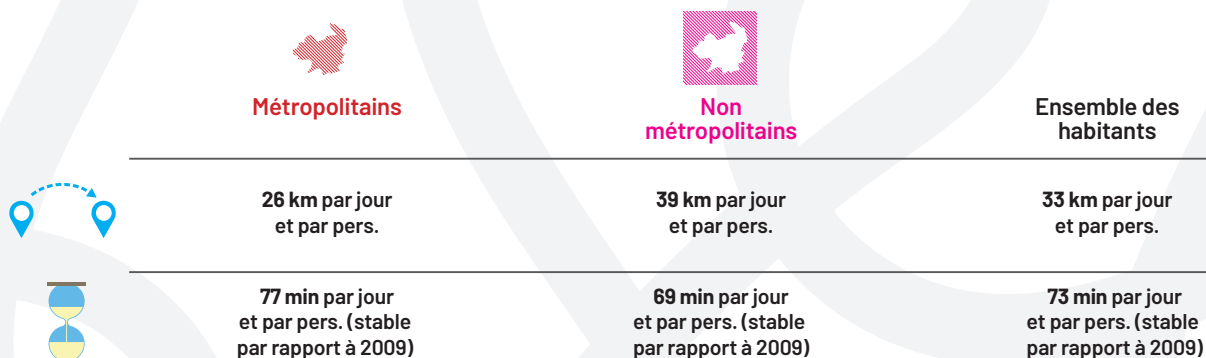 Métropolitains
Non
métropolitains
Ensemble des
habitants
26 km par jour
et par pers.
39 km par jour
et par pers.
33 km par jour
et par pers.
77 min par jour
et par pers. (stable
par rapport à 2009)
69 min par jour
et par pers. (stable
par rapport à 2009)
73 min par jour
et par pers. (stable
par rapport à 2009)